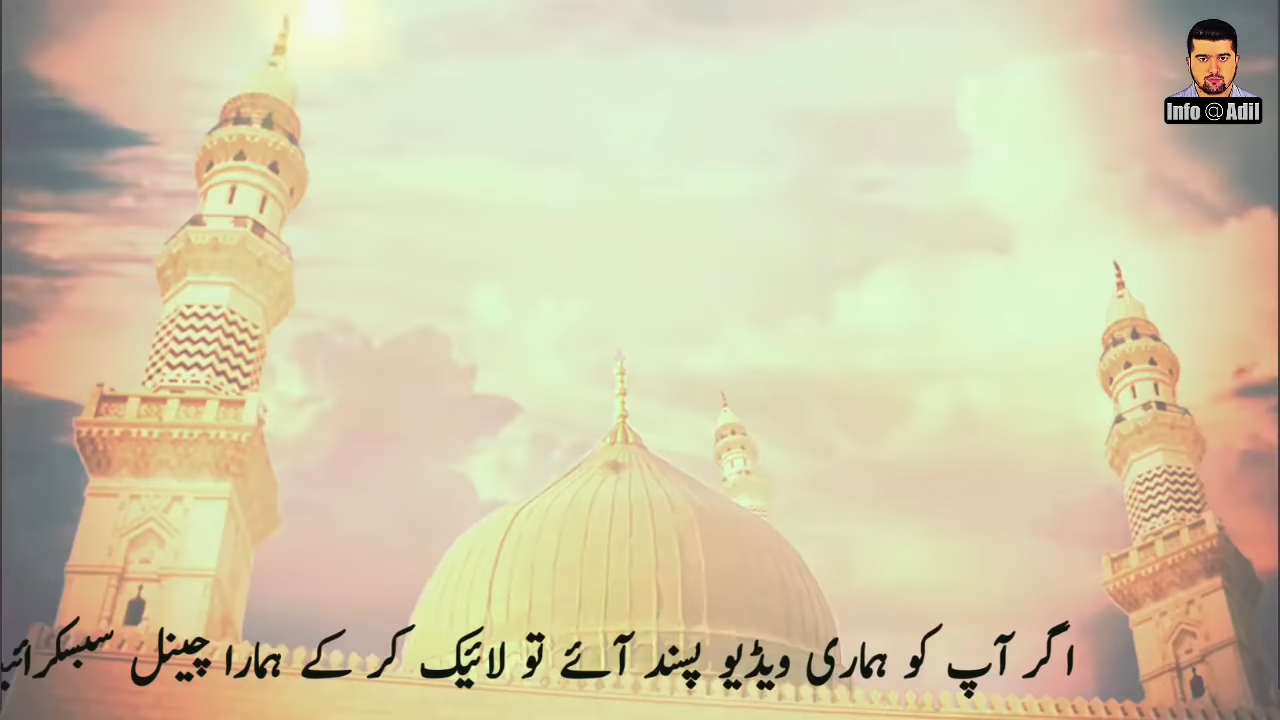 Info @ Adil
اگر آپ کو ہماری ویڈیو پسند آئے تو لائیک کر کے ہمارا چینل